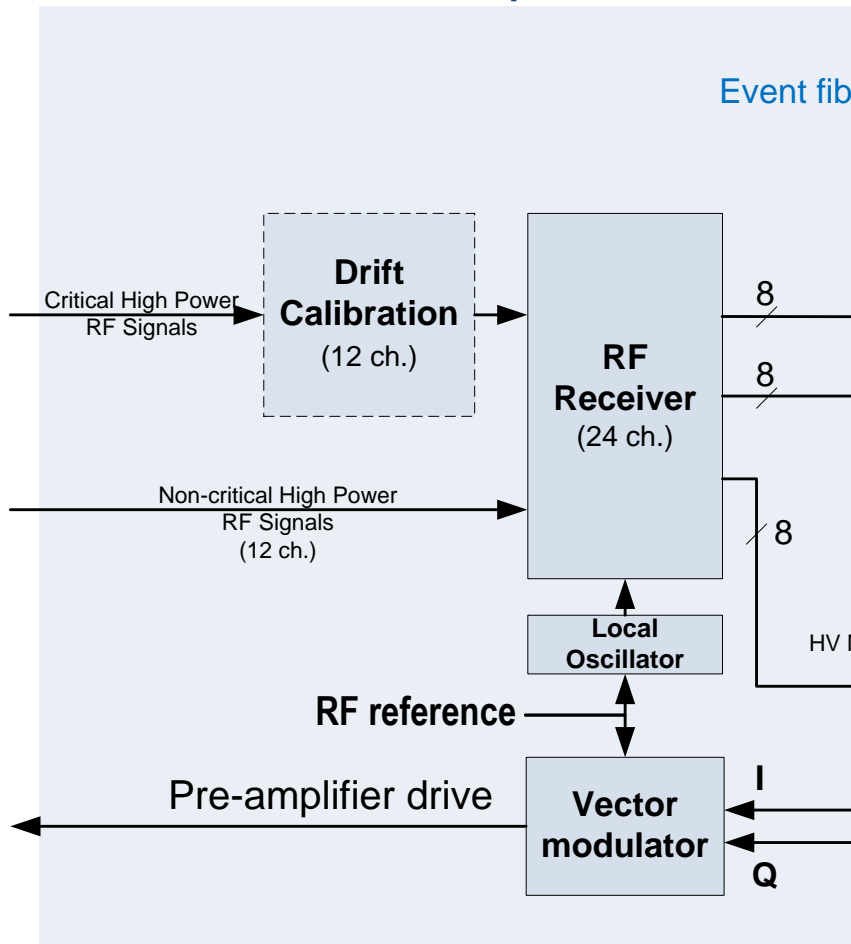 Event fib
Drift
Calibration
(12 ch.)
Critical High Power
RF Signals
8
8
RF
Receiver
(24 ch.)
Non-critical High Power
RF Signals
(12 ch.)
8
Local
Oscillator
HV
RF reference
Pre-amplifier drive
Vector
modulator
I
Q